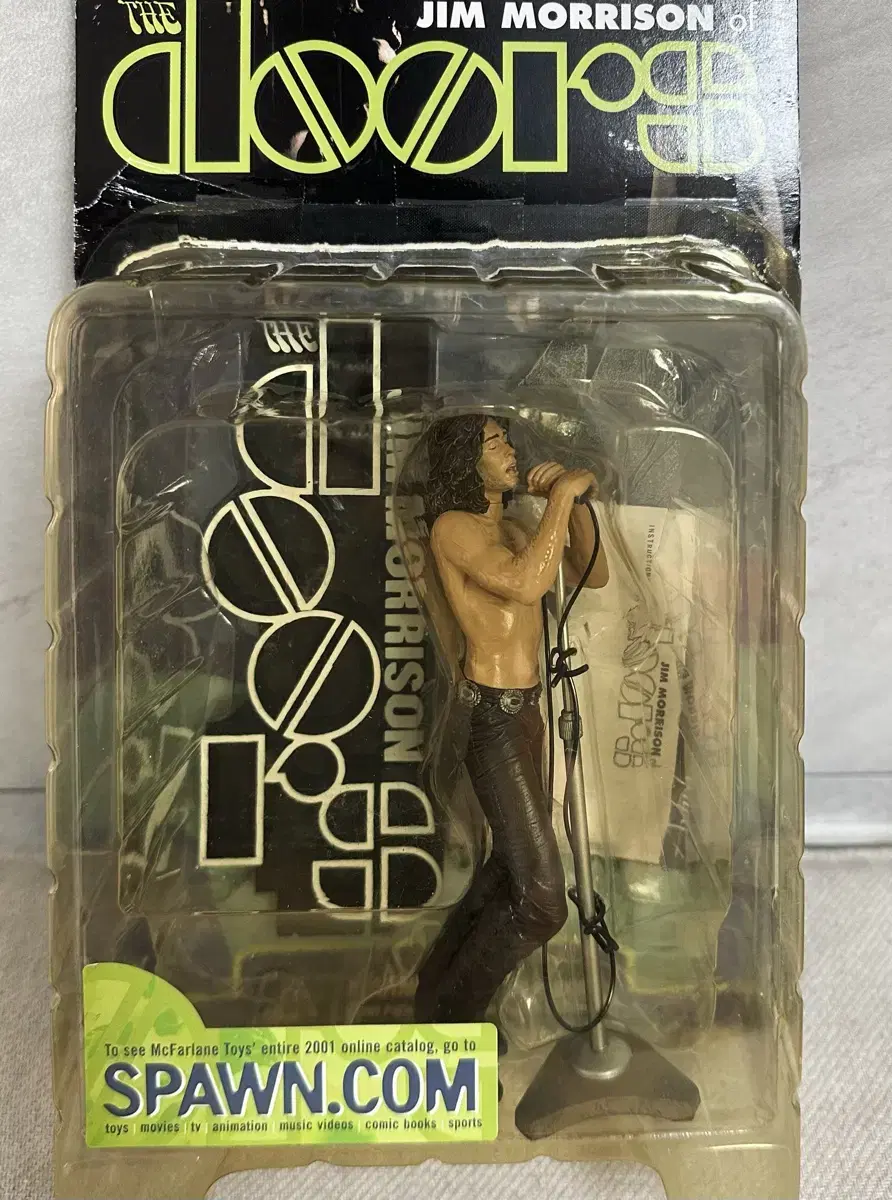 JIM MORRISON of
THE
doors
THE
doors
JIM MORRISON
INSTRUCTION
doors
JIM MORRISON
To see McFarlane Toys' entire 2001 online catalog, go to
SPAWN.COM
toys | movies | tv | animation | music videos | comic books | sports